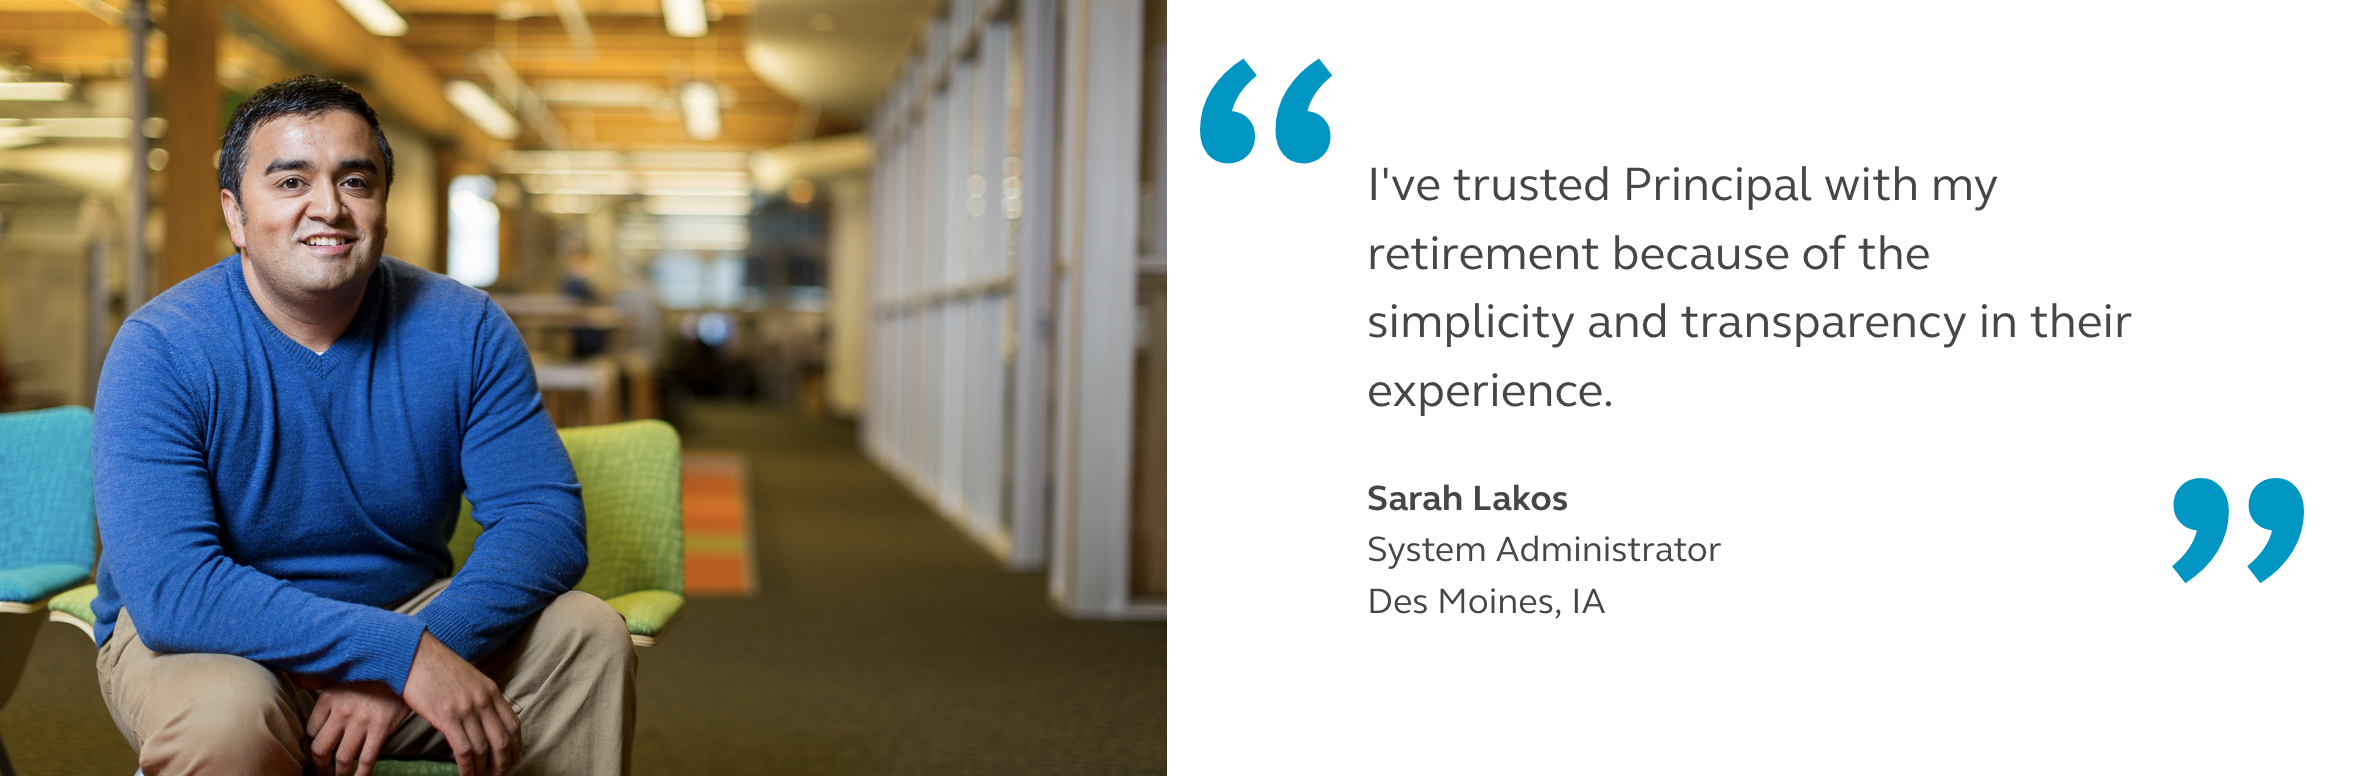 “
I've trusted Principal with my
retirement because of the
simplicity and transparency in their
experience.
Sarah Lakos
System Administrator
Des Moines, IA
”